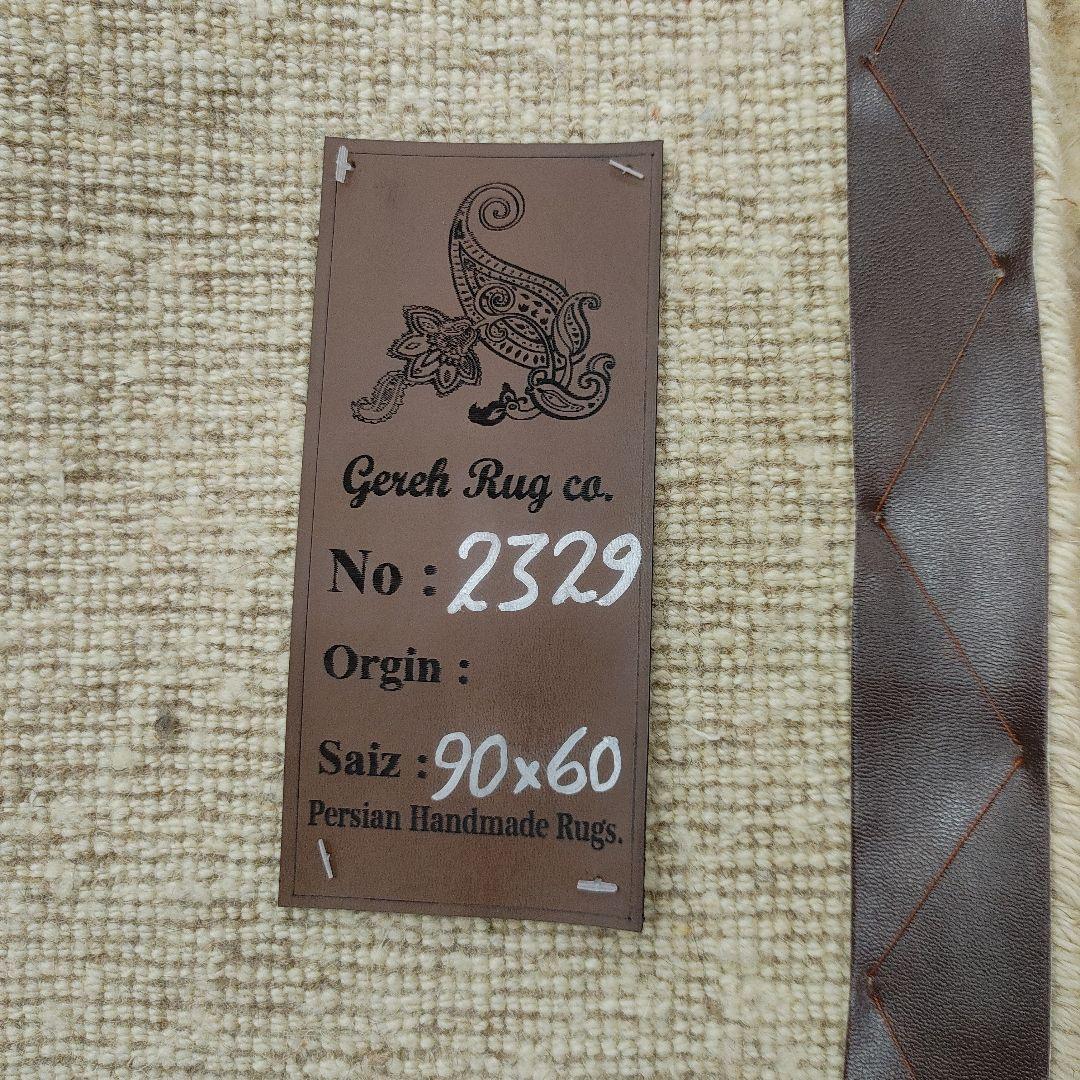 Gereh Rug co.
No : 2329
Orgin :
Saiz : 90x60
Persian Handmade Rugs.